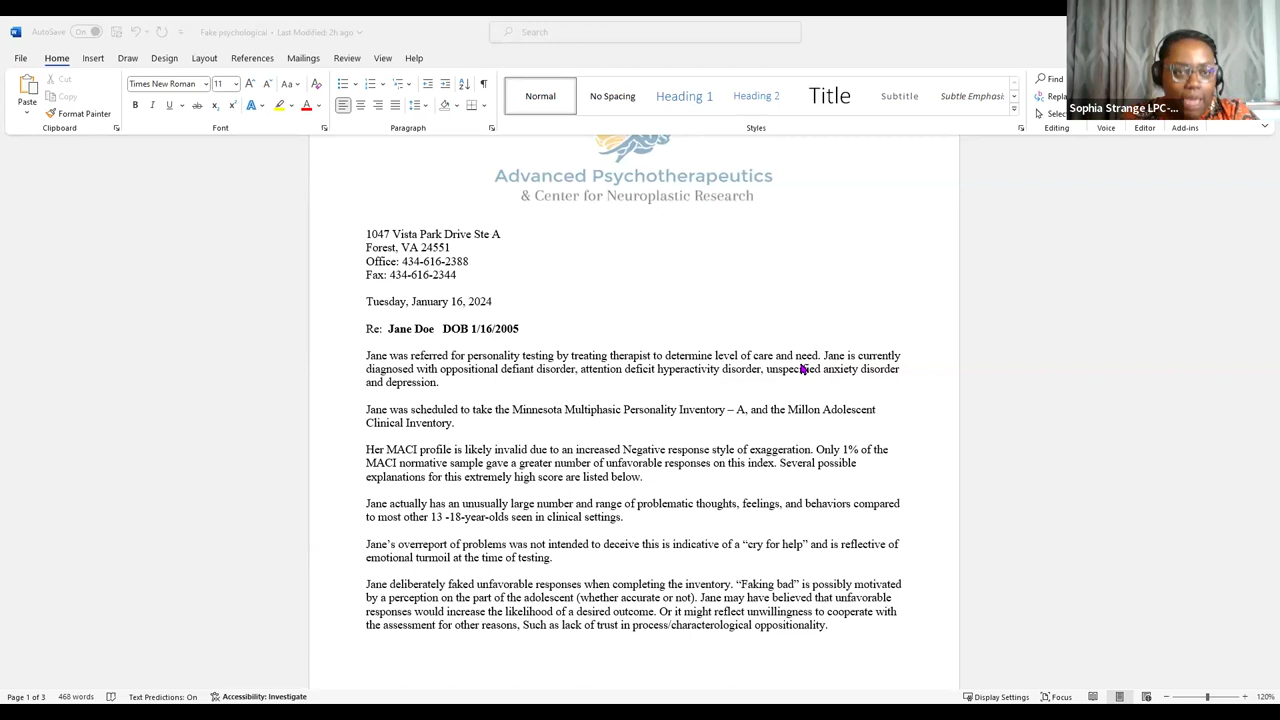 AutoSave On Fake psychological • Last Modified: 2h ago Search
File Home Insert Draw Design Layout References Mailings Review View Help
Paste Cut Copy Format Painter
Times New Roman 11 Aa
Normal No Spacing Heading 1 Heading 2 Title Subtitle Subtle Emphasis
Find
Repla
Selec
Sophia Strange LPC-...
Clipboard Font Paragraph Styles Editing Voice Editor Add-ins
Advanced Psychotherapeutics
& Center for Neuroplastic Research
1047 Vista Park Drive Ste A
Forest, VA 24551
Office: 434-616-2388
Fax: 434-616-2344
Tuesday, January 16, 2024
Re: Jane Doe DOB 1/16/2005
Jane was referred for personality testing by treating therapist to determine level of care and need. Jane is currently
diagnosed with oppositional defiant disorder, attention deficit hyperactivity disorder, unspecified anxiety disorder
and depression.
Jane was scheduled to take the Minnesota Multiphasic Personality Inventory – A, and the Millon Adolescent
Clinical Inventory.
Her MACI profile is likely invalid due to an increased Negative response style of exaggeration. Only 1% of the
MACI normative sample gave a greater number of unfavorable responses on this index. Several possible
explanations for this extremely high score are listed below.
Jane actually has an unusually large number and range of problematic thoughts, feelings, and behaviors compared
to most other 13 -18-year-olds seen in clinical settings.
Jane’s overreport of problems was not intended to deceive this is indicative of a “cry for help” and is reflective of
emotional turmoil at the time of testing.
Jane deliberately faked unfavorable responses when completing the inventory. “Faking bad” is possibly motivated
by a perception on the part of the adolescent (whether accurate or not). Jane may have believed that unfavorable
responses would increase the likelihood of a desired outcome. Or it might reflect unwillingness to cooperate with
the assessment for other reasons, Such as lack of trust in process/characterological oppositionality.
Page 1 of 3 468 words Text Predictions: On Accessibility: Investigate Display Settings Focus 120%